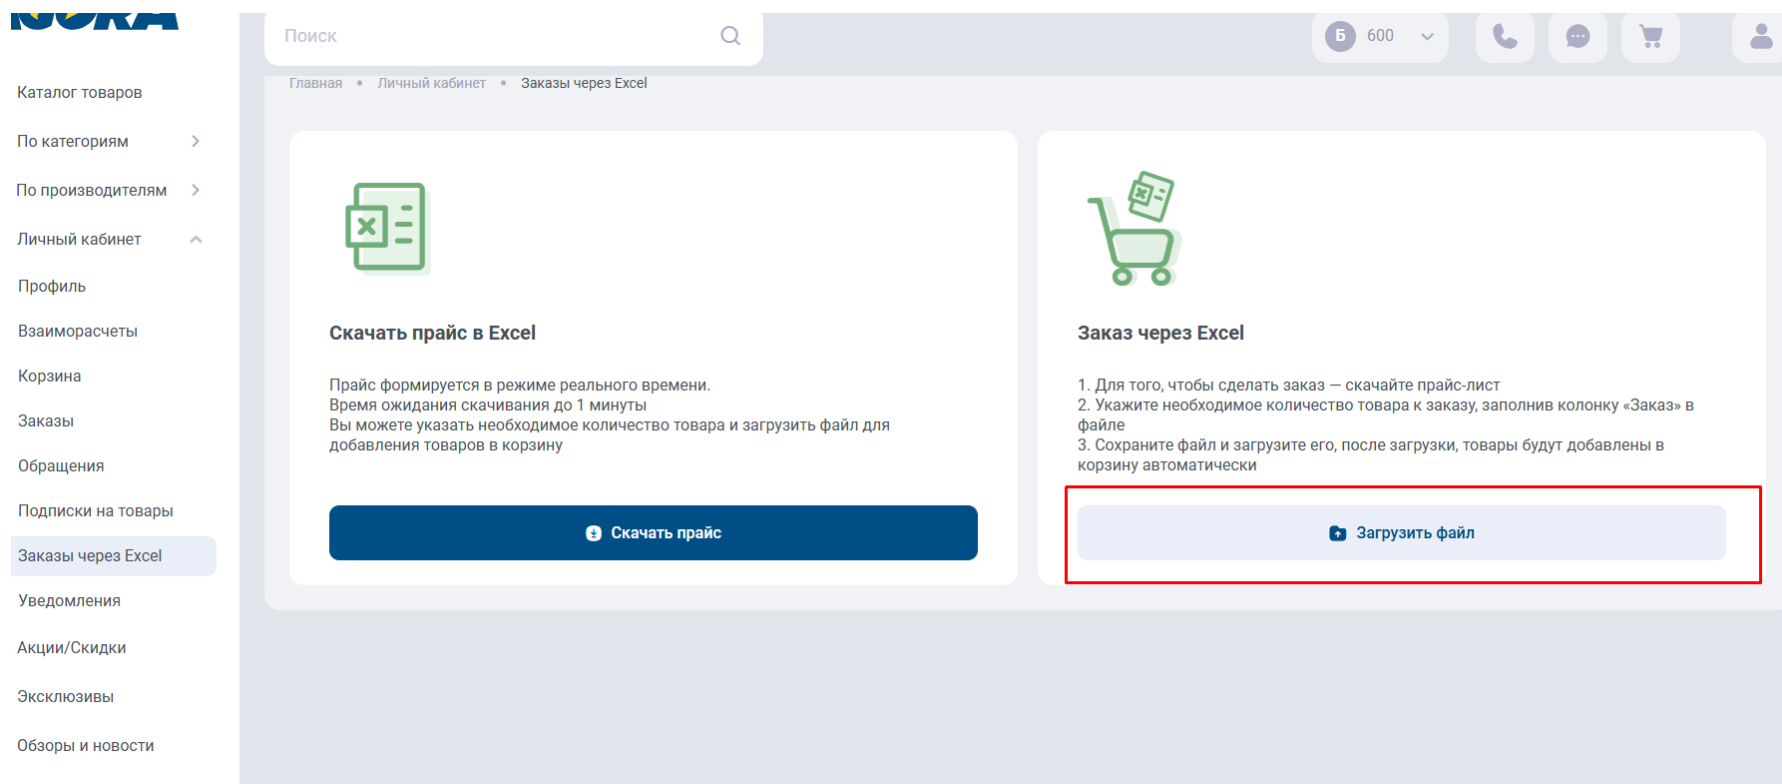 Поиск
Б 600
Главная • Личный кабинет • Заказы через Excel
Каталог товаров
По категориям
По производителям
Личный кабинет
Профиль
Взаиморасчеты
Корзина
Заказы
Обращения
Подписки на товары
Заказы через Excel
Уведомления
Акции/Скидки
Эксклюзивы
Обзоры и новости
Скачать прайс в Excel
Прайс формируется в режиме реального времени.
Время ожидания скачивания до 1 минуты
Вы можете указать необходимое количество товара и загрузить файл для
добавления товаров в корзину
Скачать прайс
Заказ через Excel
1. Для того, чтобы сделать заказ — скачайте прайс-лист
2. Укажите необходимое количество товара к заказу, заполнив колонку «Заказ» в
файле
3. Сохраните файл и загрузите его, после загрузки, товары будут добавлены в
корзину автоматически
Загрузить файл